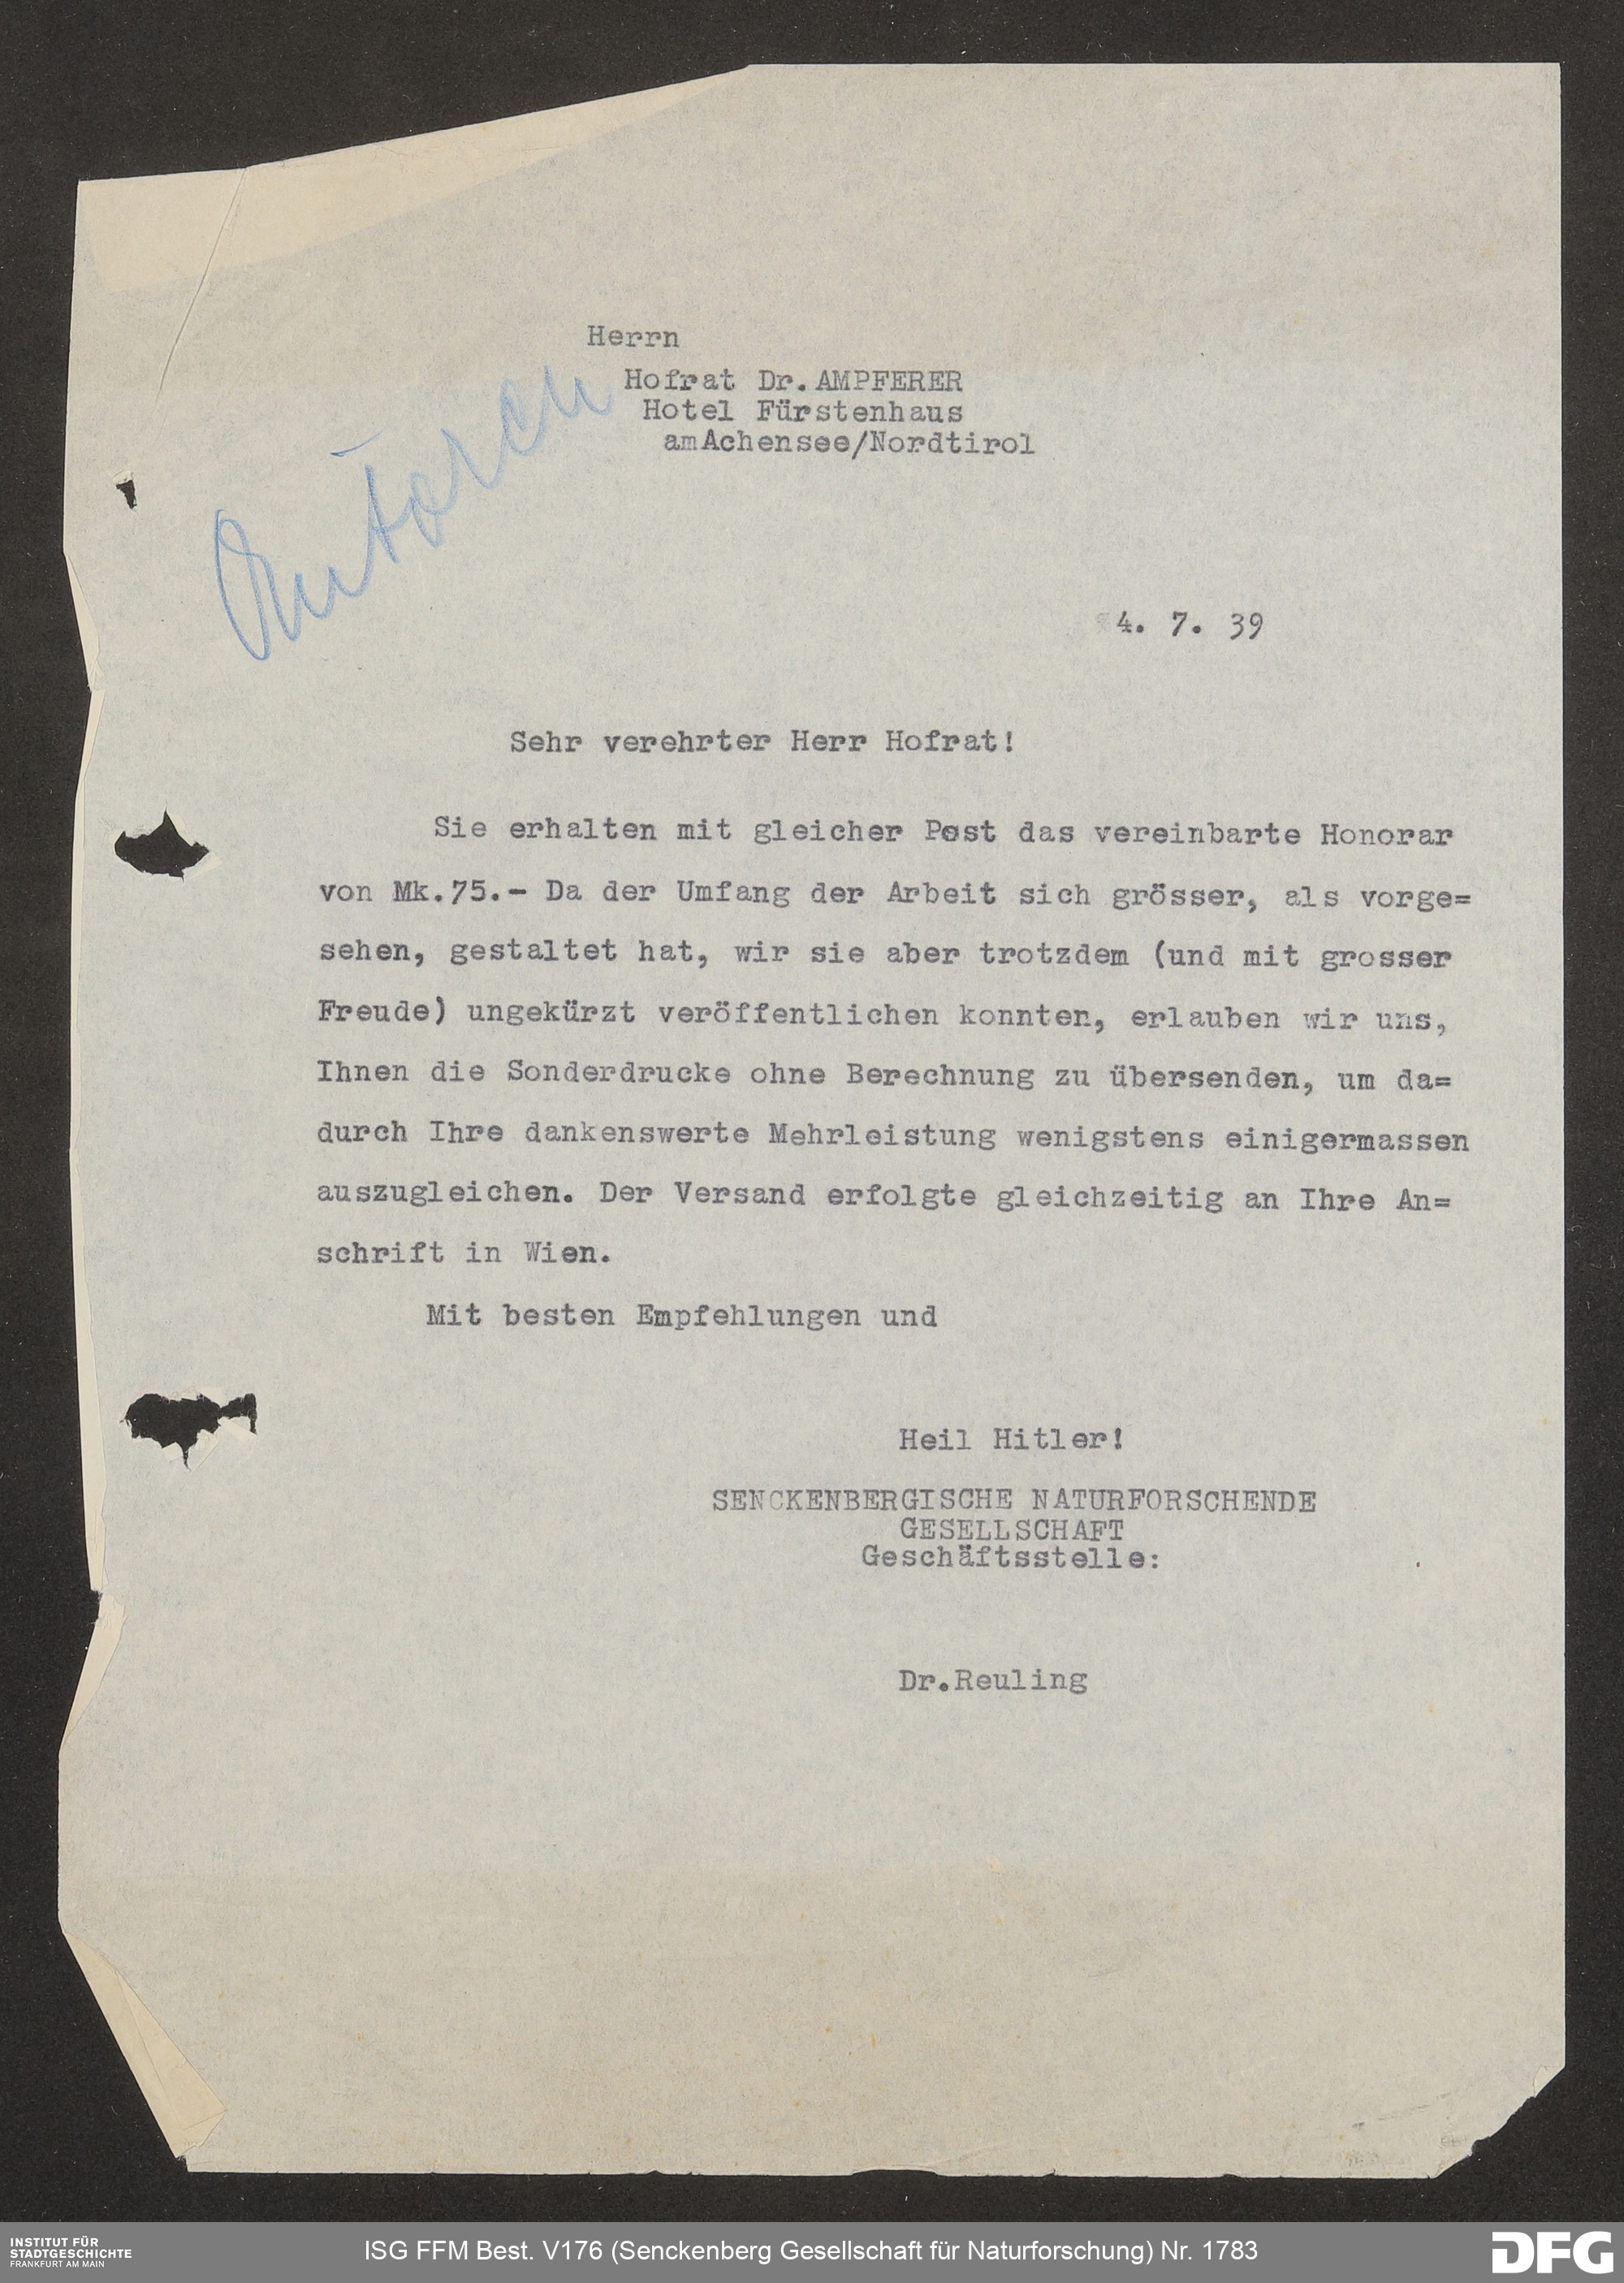 Herrn
Hofrat Dr. AMPFERER
Hotel Fürstenhaus
amAchensee/Nordtirol
Autoren
4. 7. 39
Sehr verehrter Herr Hofrat!
Sie erhalten mit gleicher Post das vereinbarte Honorar
von Mk.75.- Da der Umfang der Arbeit sich grösser, als vorge=
sehen, gestaltet hat, wir sie aber trotzdem (und mit grosser
Freude) ungekürzt veröffentlichen konnten, erlauben wir uns,
Ihnen die Sonderdrucke ohne Berechnung zu übersenden, um da=
durch Ihre dankenswerte Mehrleistung wenigstens einigermassen
auszugleichen. Der Versand erfolgte gleichzeitig an Ihre An=
schrift in Wien.
Mit besten Empfehlungen und
Heil Hitler!
SENCKENBERGISCHE NATURFORSCHENDE
GESELLSCHAFT
Geschäftsstelle:
Dr.Reuling
INSTITUT FÜR
STADTGESCHICHTE
FRANKFURT AM MAIN
ISG FFM Best. V176 (Senckenberg Gesellschaft für Naturforschung) Nr. 1783
DFG